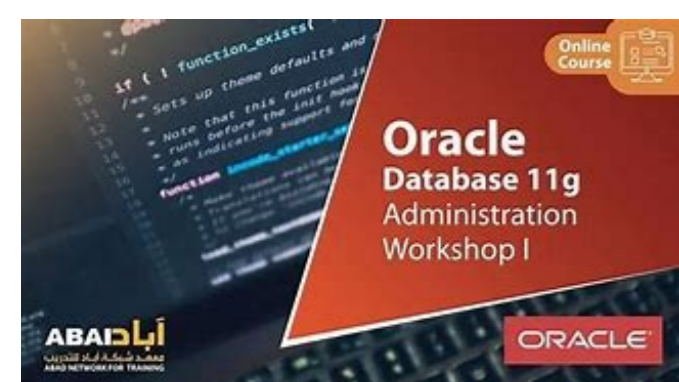 if ( ! function_exists(
/**
* Sets up theme defaults and
*
* Note that this function is
* runs before the init hook
* as indicating support for
*/
function
Online
Course
Oracle
Database 11g
Administration
Workshop I
ABAD أباد
معهد شبكة أباد للتدريب
ABAD NETWORK FOR TRAINING
ORACLE